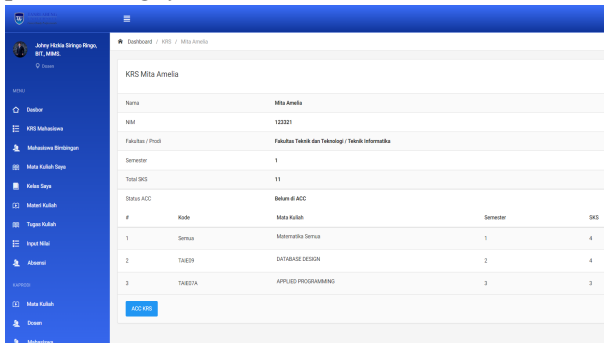 Dashboard / KRS / Mita Amelia
Johny Hizkia Siringo Ringo,
BIT., MIMS.
Dosen
MENU
Dasbor
KRS Mahasiswa
Mahasiswa Bimbingan
Mata Kuliah Saya
Kelas Saya
Materi Kuliah
Tugas Kuliah
Input Nilai
Absensi
KAPRODI
Mata Kuliah
Dosen
Mahasiswa
KRS Mita Amelia
Nama Mita Amelia
NIM 123321
Fakultas / Prodi Fakultas Teknik dan Teknologi / Teknik Informatika
Semester 1
Total SKS 11
Status ACC Belum di ACC
# Kode Mata Kuliah Semester SKS
1 Semua Matematika Semua 1 4
2 TAIE09 DATABASE DESIGN 2 4
3 TAIE07A APPLIED PROGRAMMING 3 3
ACC KRS